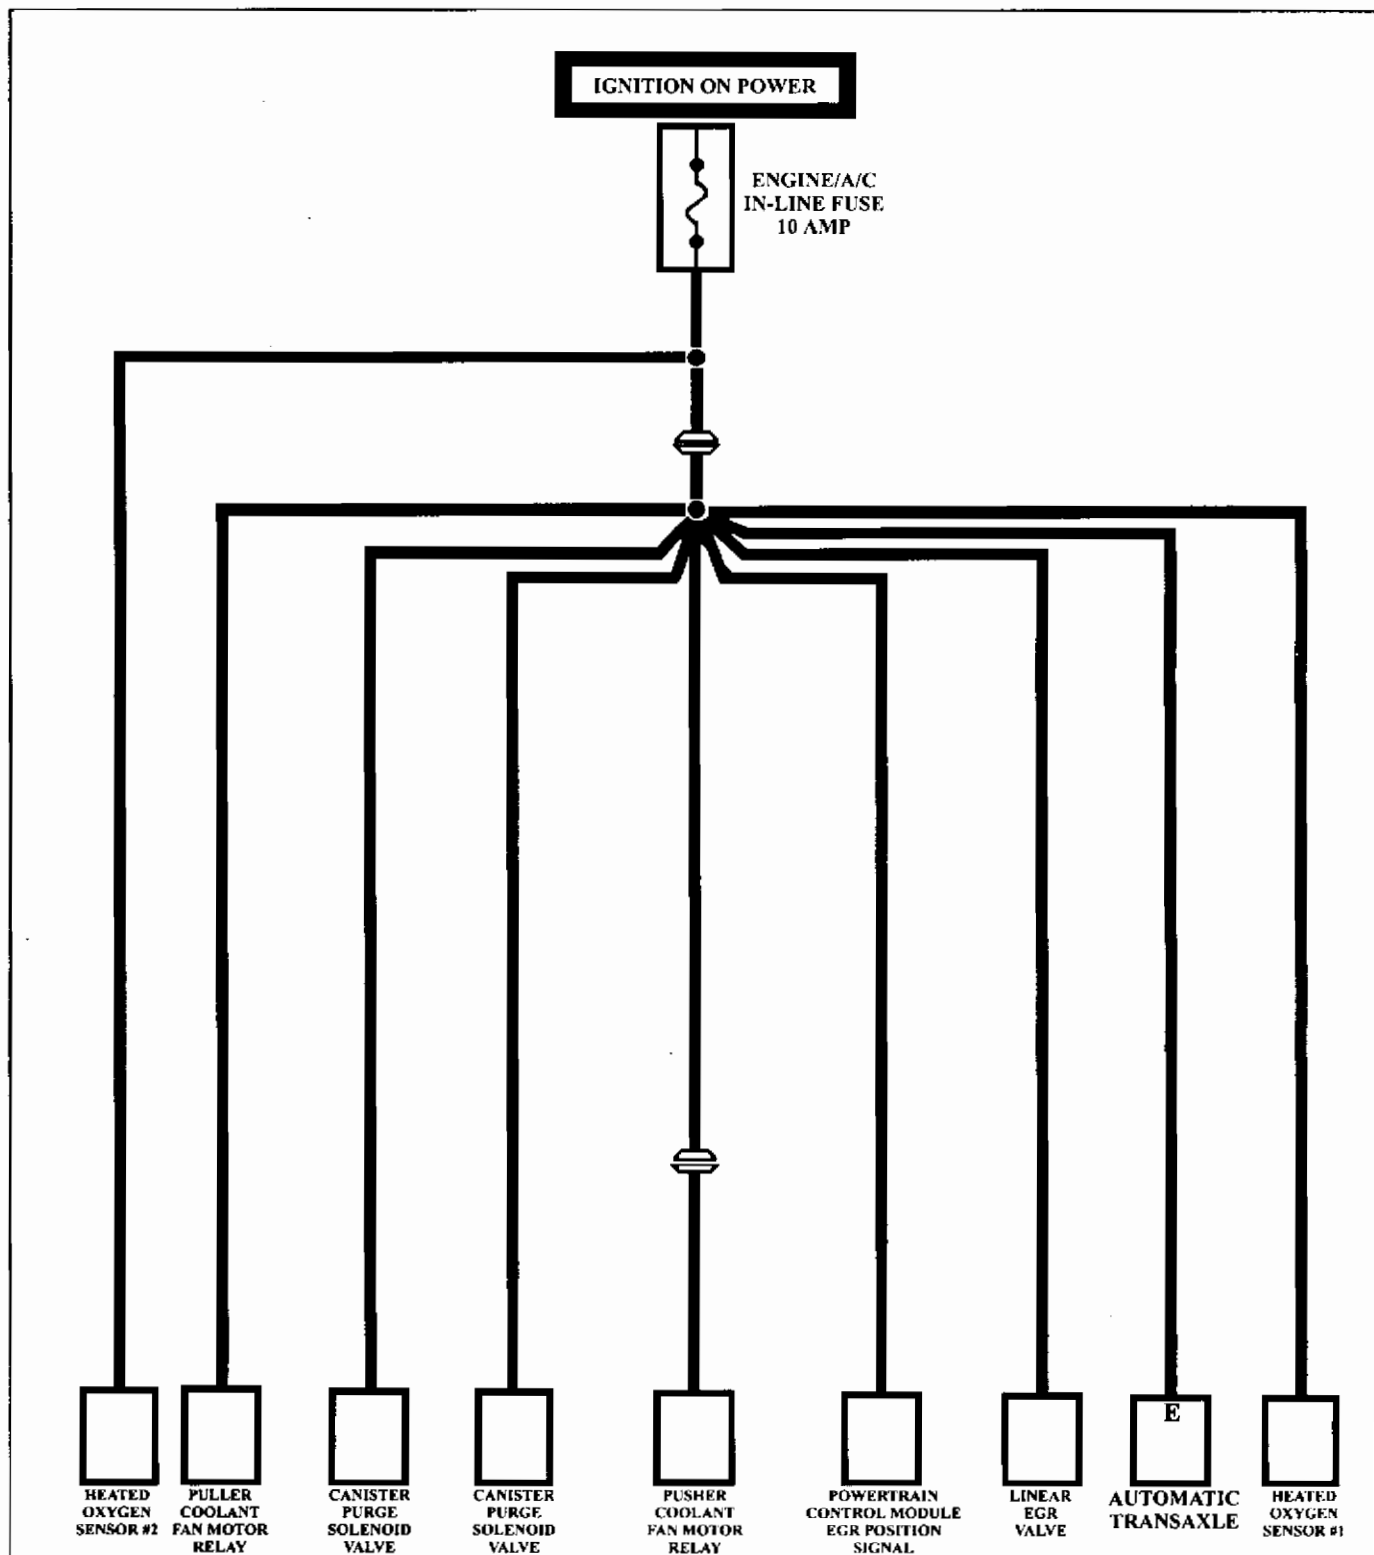 IGNITION ON POWER
ENGINE/A/C
IN-LINE FUSE
10 AMP
HEATED
OXYGEN
SENSOR #2
PULLER
COOLANT
FAN MOTOR
RELAY
CANISTER
PURGE
SOLENOID
VALVE
CANISTER
PURGE
SOLENOID
VALVE
PUSHER
COOLANT
FAN MOTOR
RELAY
POWERTRAIN
CONTROL MODULE
EGR POSITION
SIGNAL
LINEAR
EGR
VALVE
E
AUTOMATIC
TRANSAXLE
HEATED
OXYGEN
SENSOR #1